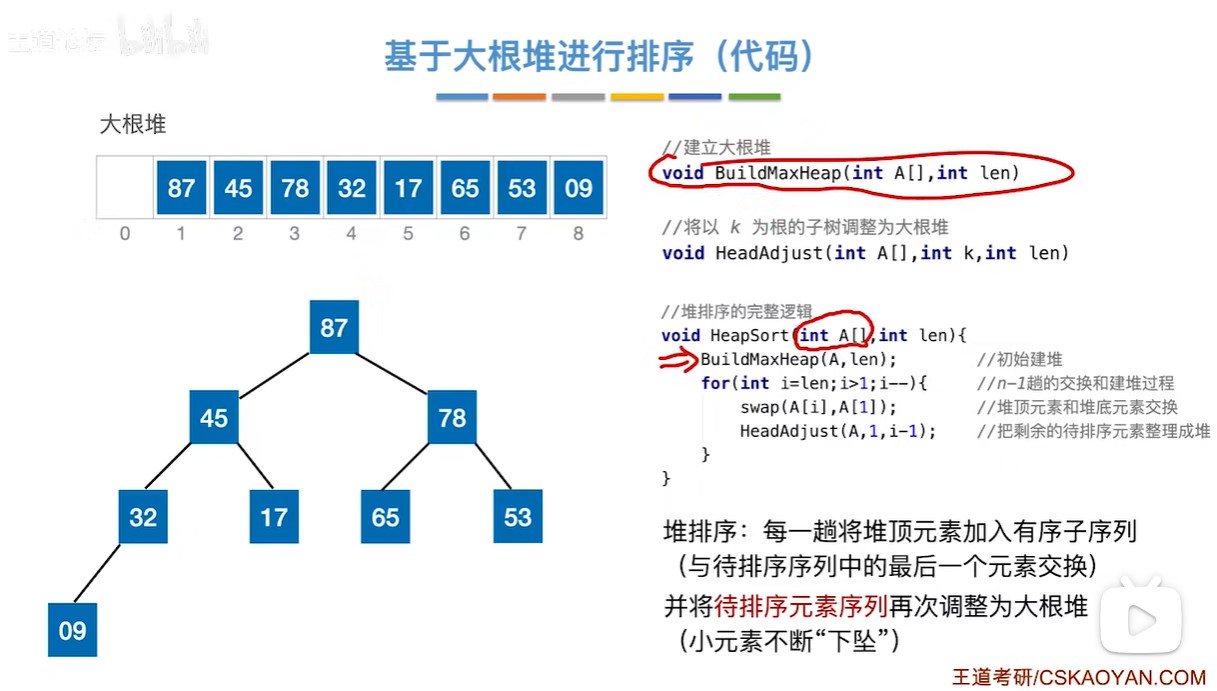 王道论坛 bilibili
基于大根堆进行排序（代码）
大根堆
87 45 78 32 17 65 53 09
0 1 2 3 4 5 6 7 8
87
45 78
32 17 65 53
09
//建立大根堆
void BuildMaxHeap(int A[],int len)
//将以 k 为根的子树调整为大根堆
void HeadAdjust(int A[],int k,int len)
//堆排序的完整逻辑
void HeapSort(int A[],int len){
BuildMaxHeap(A,len); //初始建堆
for(int i=len;i>1;i--){ //n-1趟的交换和建堆过程
swap(A[i],A[1]); //堆顶元素和堆底元素交换
HeadAdjust(A,1,i-1); //把剩余的待排序元素整理成堆
}
}
堆排序：每一趟将堆顶元素加入有序子序列
（与待排序序列中的最后一个元素交换）
并将待排序元素序列再次调整为大根堆
（小元素不断“下坠”）
王道考研/CSKAOYAN.COM